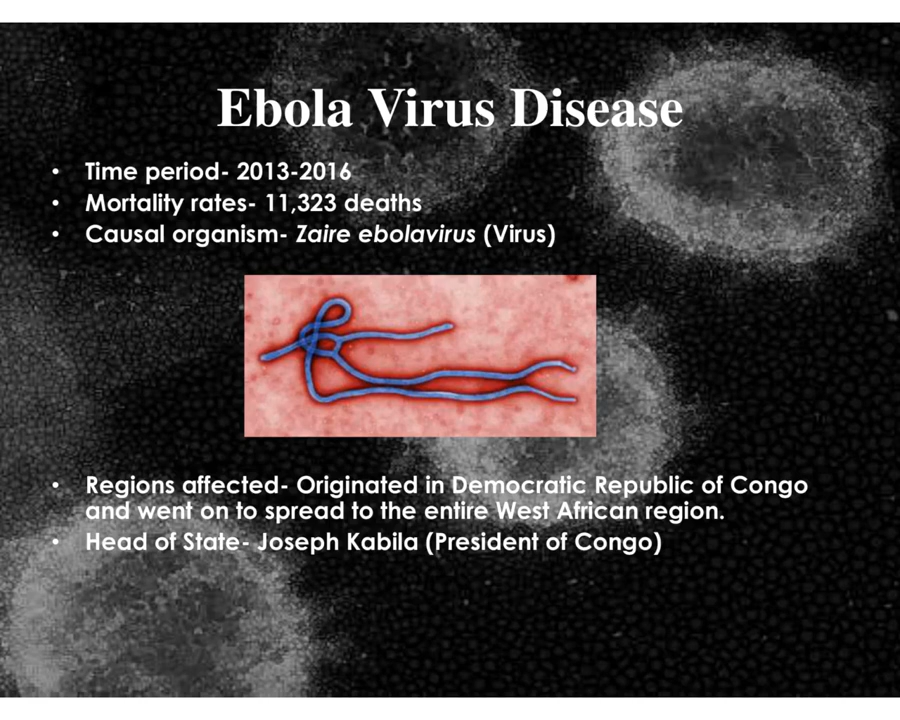 Ebola Virus Disease
• Time period- 2013-2016
• Mortality rates- 11,323 deaths
• Causal organism- Zaire ebolavirus (Virus)
• Regions affected- Originated in Democratic Republic of Congo
and went on to spread to the entire West African region.
• Head of State- Joseph Kabila (President of Congo)